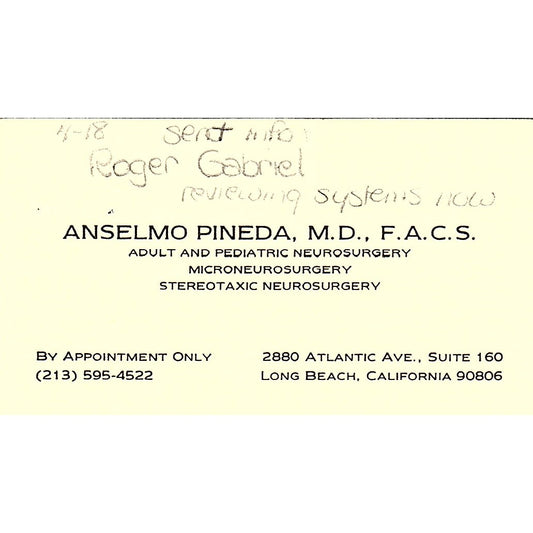 4-18 sent info
Roger Gabriel
reviewing systems now
ANSELMO PINEDA, M.D., F.A.C.S.
ADULT AND PEDIATRIC NEUROSURGERY
MICRONEUROSURGERY
STEREOTAXIC NEUROSURGERY
BY APPOINTMENT ONLY
(213) 595-4522
2880 ATLANTIC AVE., SUITE 160
LONG BEACH, CALIFORNIA 90806